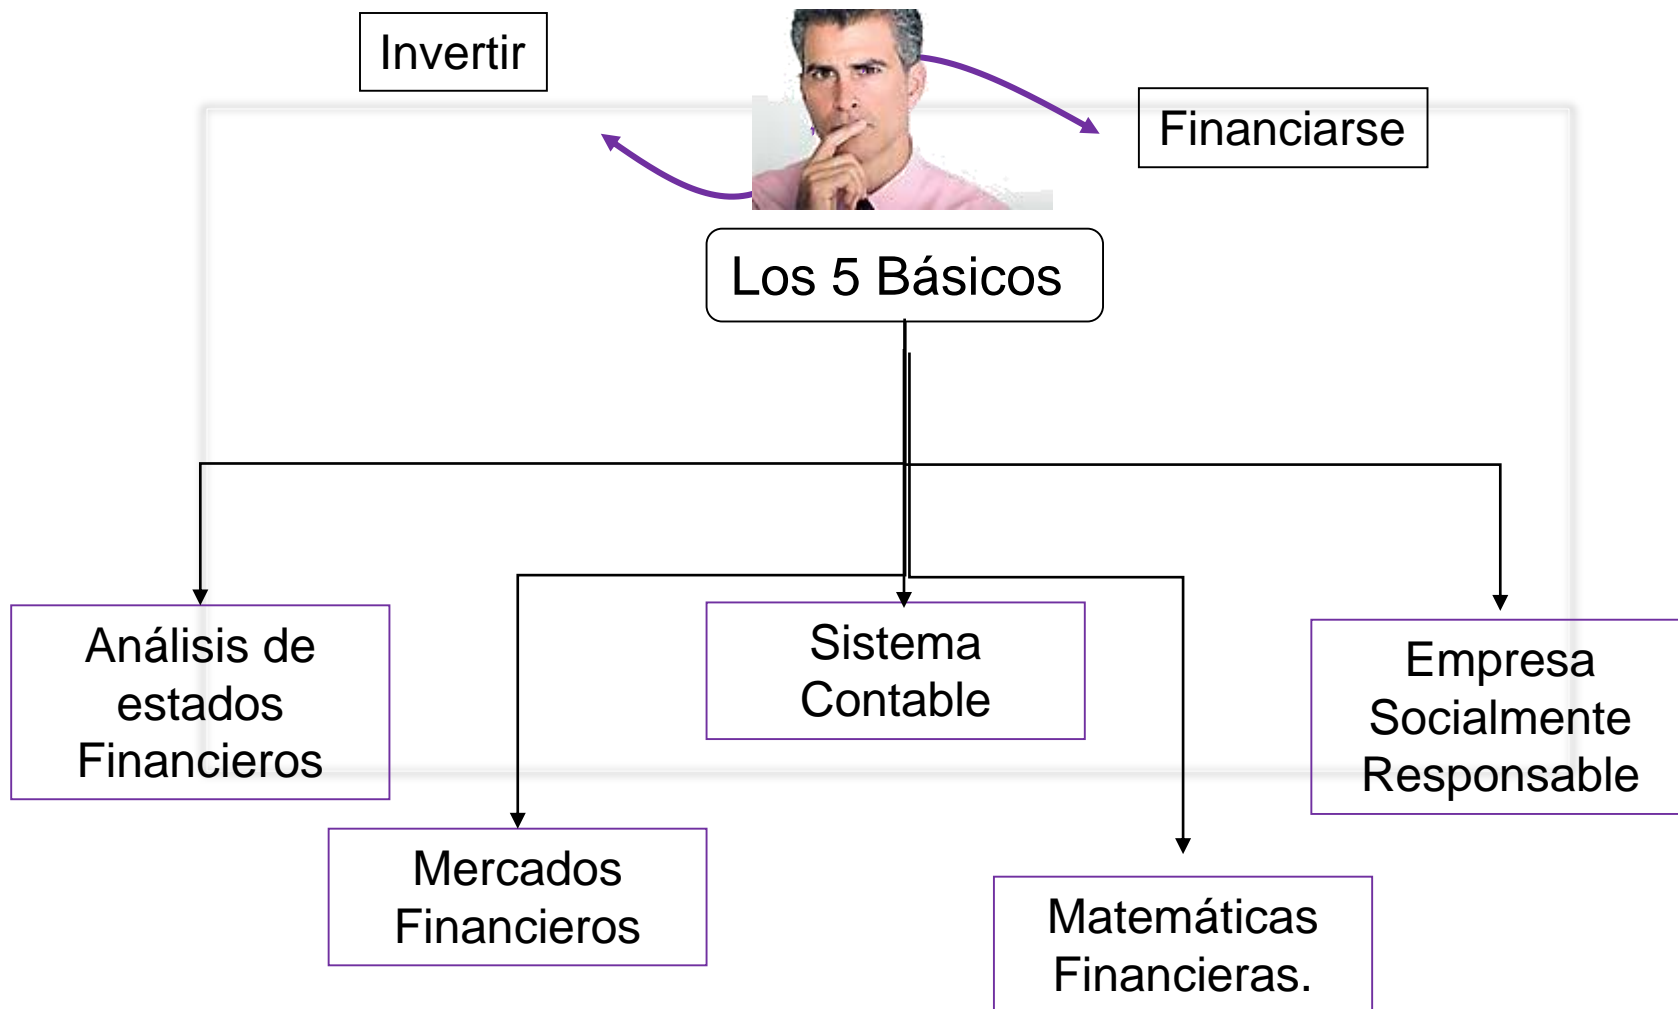 Invertir
Financiarse
Los 5 Básicos
Análisis de
estados
Financieros
Mercados
Financieros
Sistema
Contable
Matemáticas
Financieras.
Empresa
Socialmente
Responsable